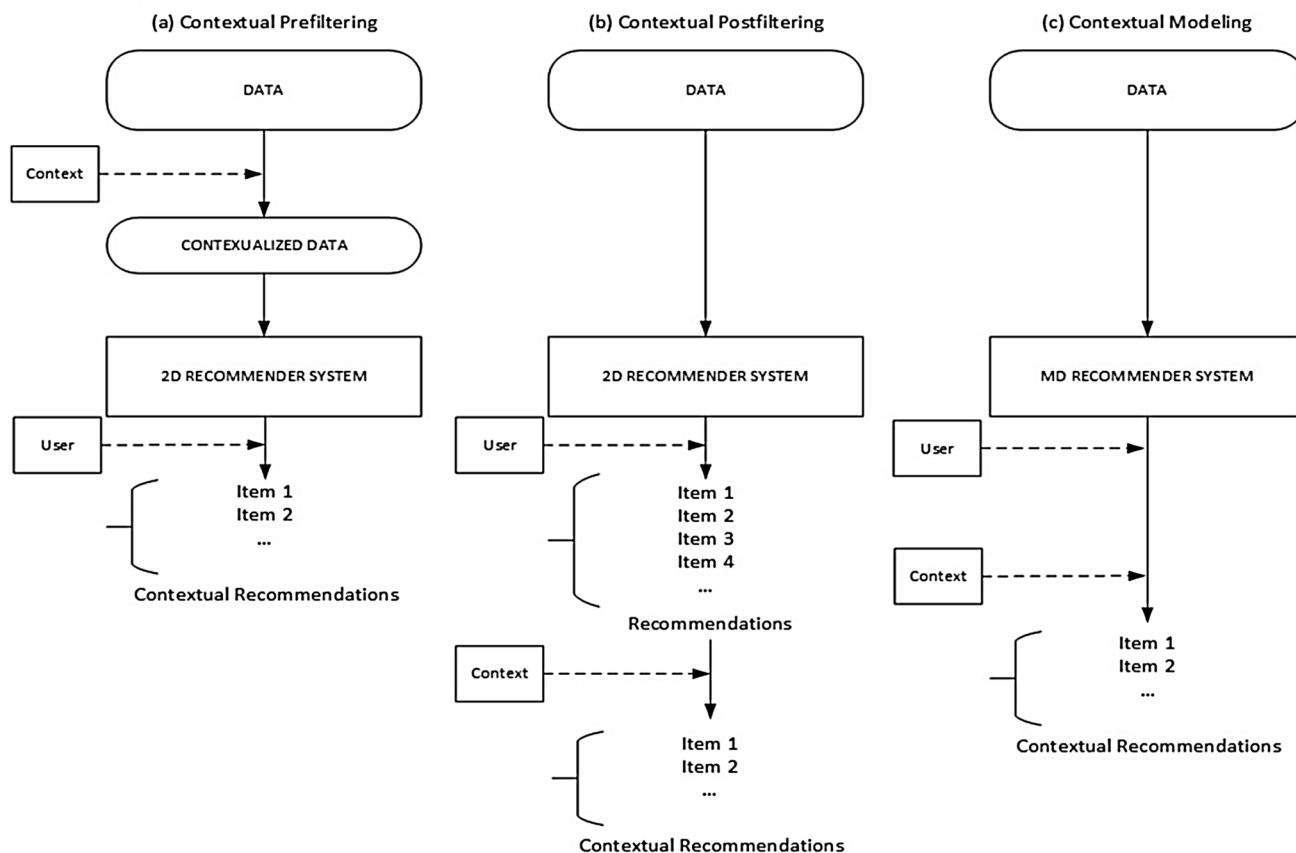 (a) Contextual Prefiltering
DATA
Context
CONTEXUALIZED DATA
2D RECOMMENDER SYSTEM
User
Item 1
Item 2
...
Contextual Recommendations
(b) Contextual Postfiltering
DATA
2D RECOMMENDER SYSTEM
User
Item 1
Item 2
Item 3
Item 4
...
Recommendations
Context
Item 1
Item 2
...
Contextual Recommendations
(c) Contextual Modeling
DATA
MD RECOMMENDER SYSTEM
User
Context
Item 1
Item 2
...
Contextual Recommendations